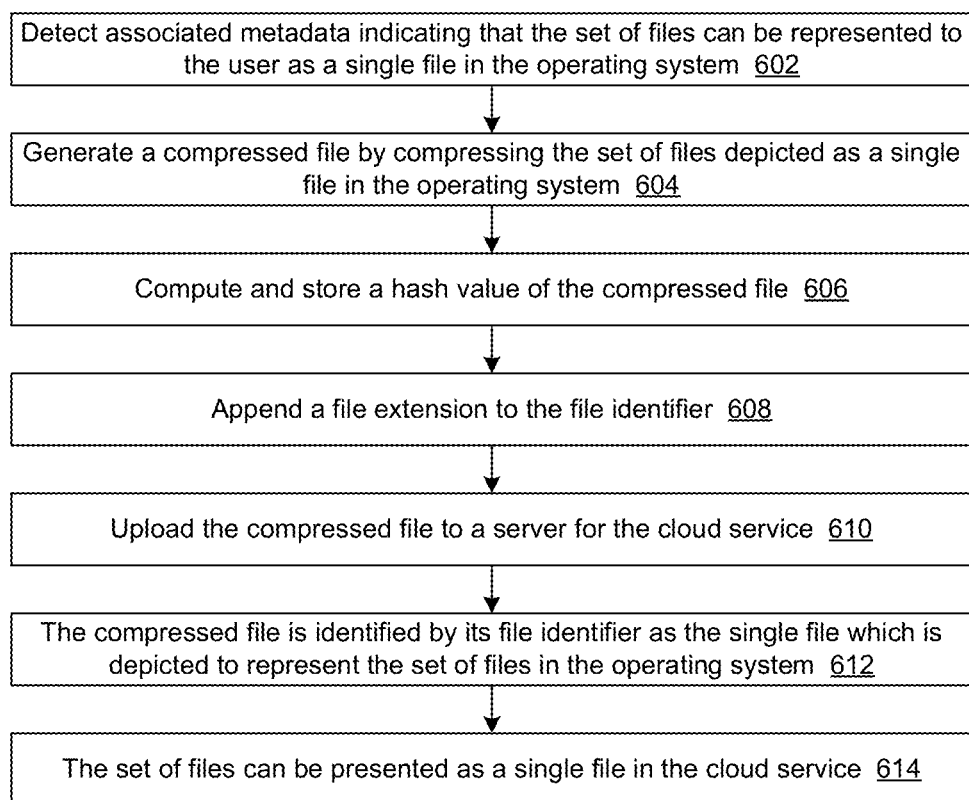 Detect associated metadata indicating that the set of files can be represented to
the user as a single file in the operating system 602
Generate a compressed file by compressing the set of files depicted as a single
file in the operating system 604
Compute and store a hash value of the compressed file 606
Append a file extension to the file identifier 608
Upload the compressed file to a server for the cloud service 610
The compressed file is identified by its file identifier as the single file which is
depicted to represent the set of files in the operating system 612
The set of files can be presented as a single file in the cloud service 614